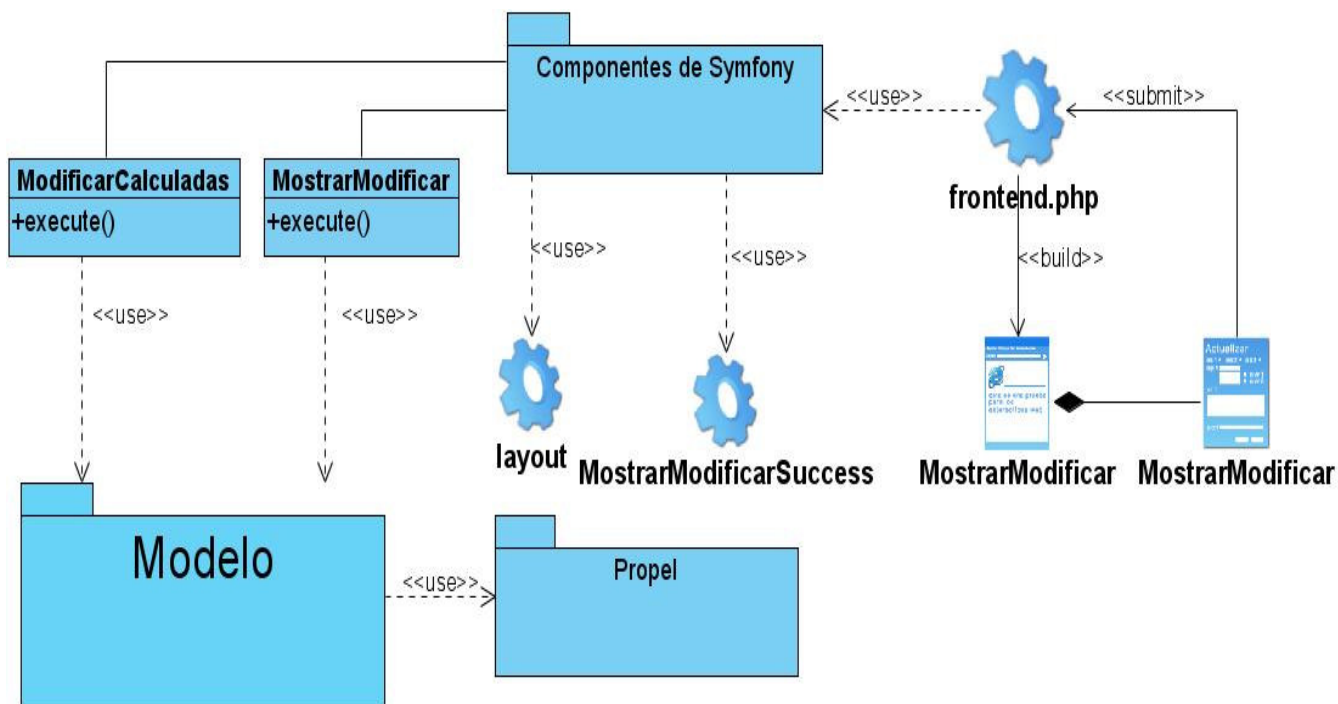 Componentes de Symfony
<<use>>
<<submit>>
ModificarCalculadas
+execute()
MostrarModificar
+execute()
frontend.php
<<use>>
<<use>>
<<build>>
<<use>>
<<use>>
Actualizar
layout
MostrarModificarSuccess
MostrarModificar
MostrarModificar
Modelo
<<use>>
Propel